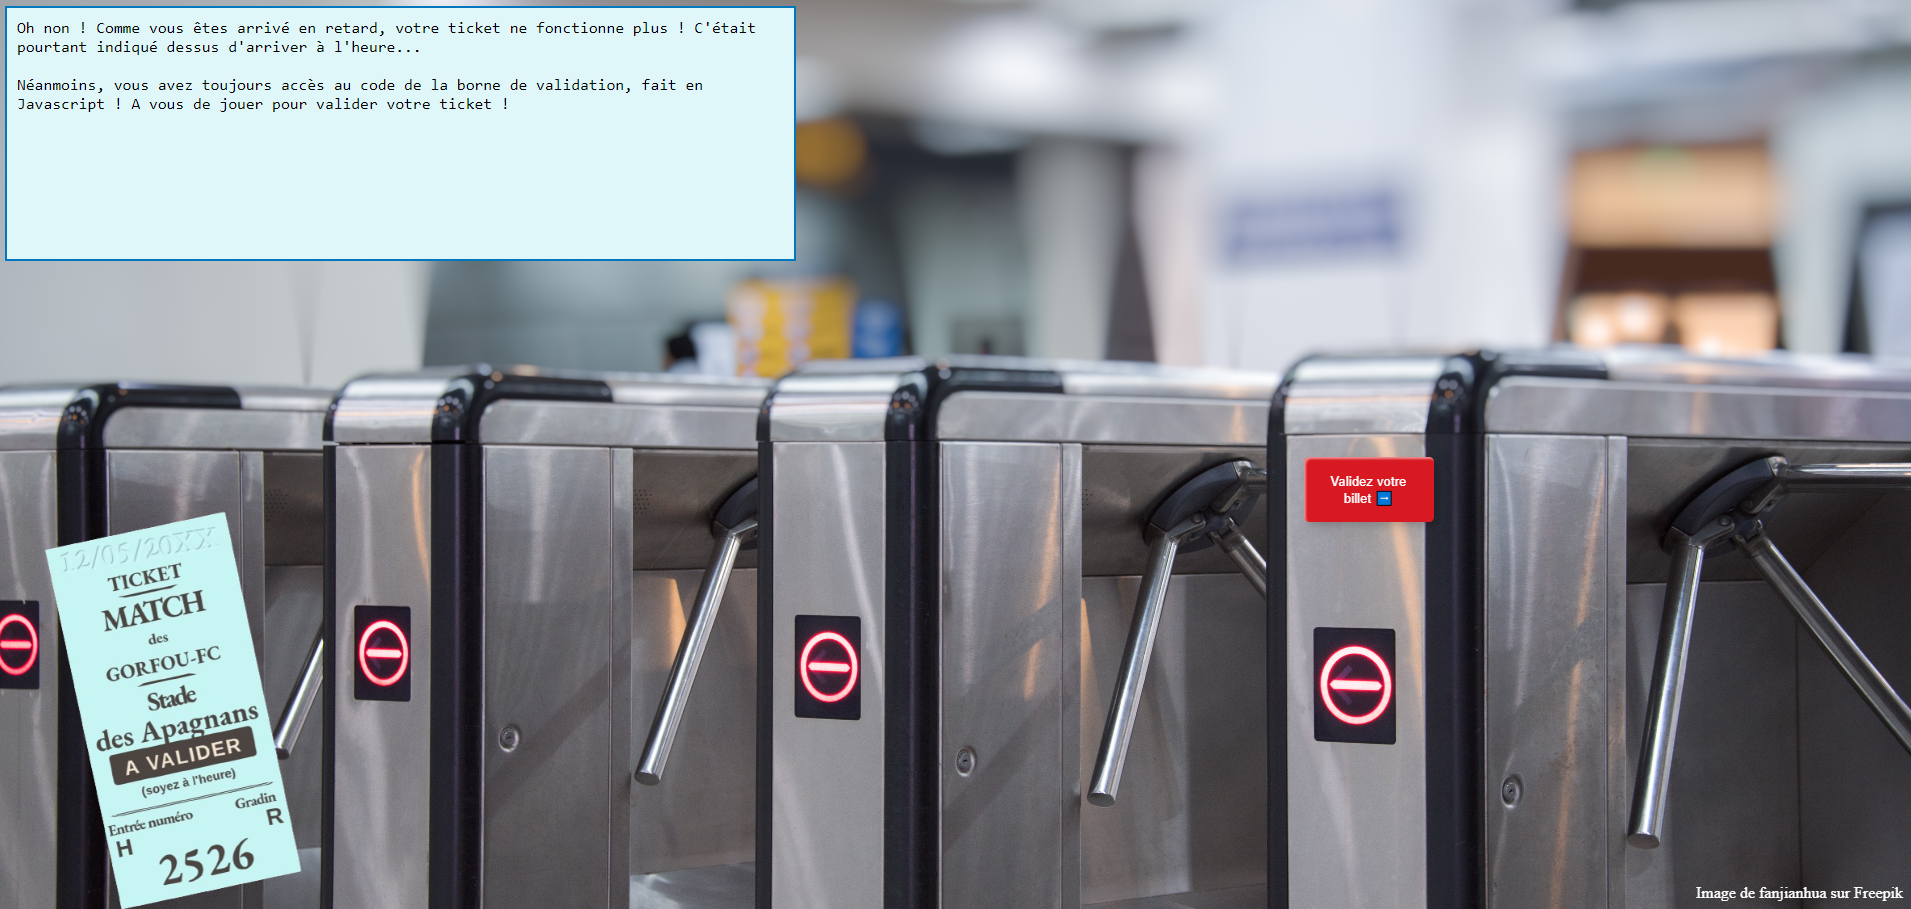 Oh non ! Comme vous êtes arrivé en retard, votre ticket ne fonctionne plus ! C'était
pourtant indiqué dessus d'arriver à l'heure...
Néanmoins, vous avez toujours accès au code de la borne de validation, fait en
Javascript ! A vous de jouer pour valider votre ticket !
Validez votre
billet ➡
12/05/20XX
TICKET
MATCH
des
GORFOU-FC
Stade
des Apagnans
A VALIDER
(soyez à l'heure)
Entrée numéro Gradin
H R
2526
Image de fanjianhua sur Freepik